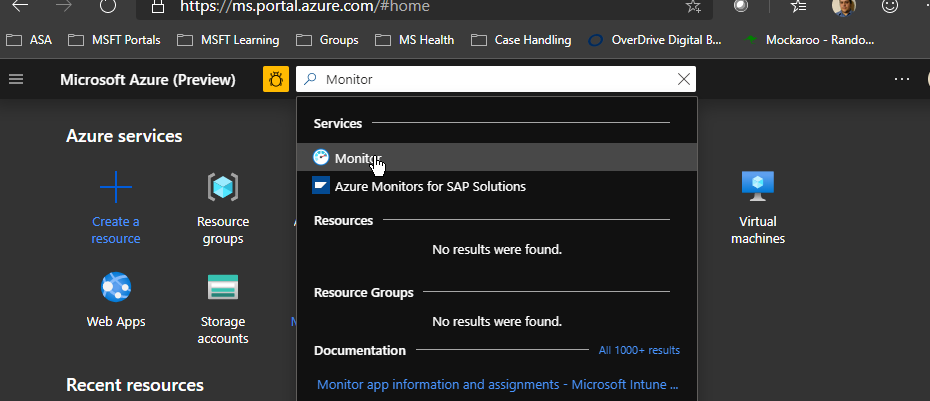 https://ms.portal.azure.com/#home
ASA MSFT Portals MSFT Learning Groups MS Health Case Handling OverDrive Digital B... Mockaroo - Rando...
Microsoft Azure (Preview)
Monitor
Azure services
Services
Monitor
Azure Monitors for SAP Solutions
Create a
resource
Resource
groups
Virtual
machines
Resources
No results were found.
Resource Groups
Web Apps
Storage
accounts
No results were found.
Documentation
All 1000+ results
Recent resources
Monitor app information and assignments - Microsoft Intune ...